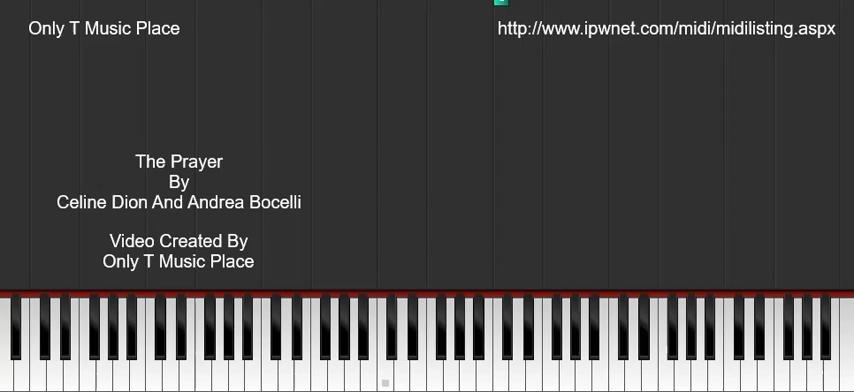 Only T Music Place
http://www.ipwnet.com/midi/midilisting.aspx
The Prayer
By
Celine Dion And Andrea Bocelli
Video Created By
Only T Music Place